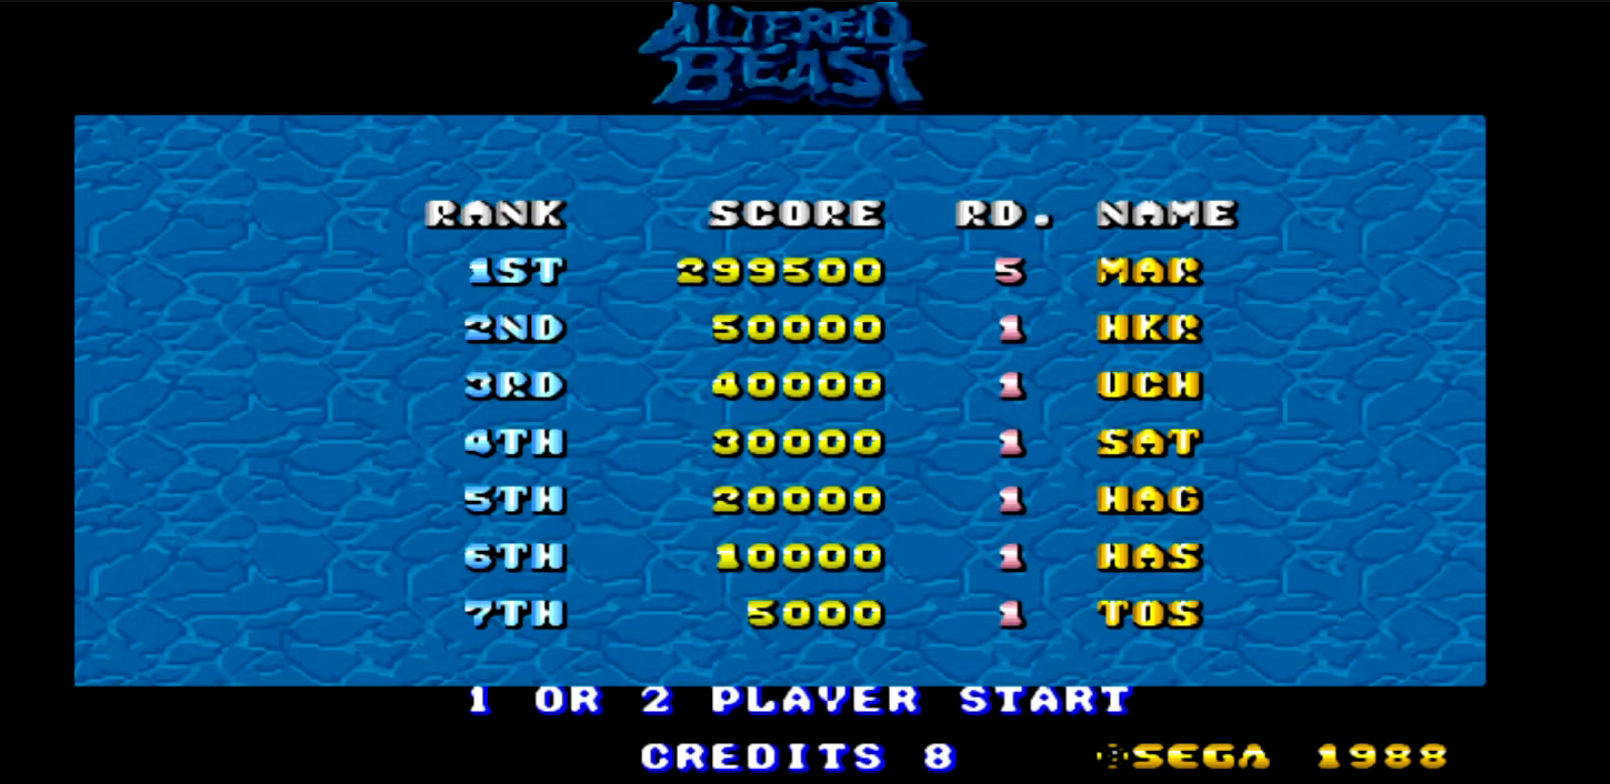 ALTERED
BEAST
RANK SCORE RD. NAME
1ST 299500 5 MAR
2ND 50000 1 HKR
3RD 40000 1 UCH
4TH 30000 1 SAT
5TH 20000 1 HAG
6TH 10000 1 HAS
7TH 5000 1 TOS
1 OR 2 PLAYER START
CREDITS 8 ©SEGA 1988